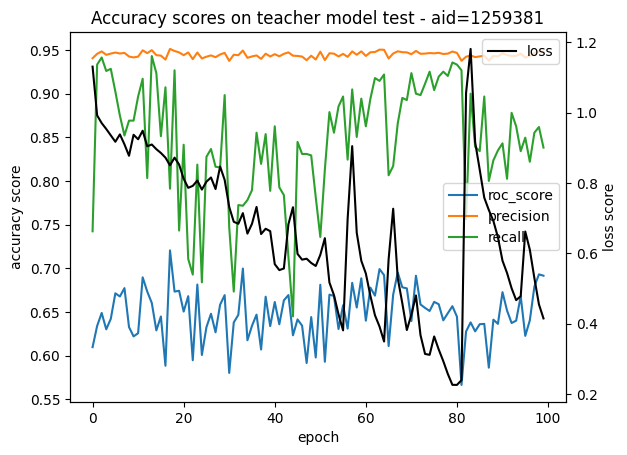 Accuracy scores on teacher model test - aid=1259381
accuracy score
0.95
0.90
0.85
0.80
0.75
0.70
0.65
0.60
0.55
loss
roc_score
precision
recall
1.2
1.0
0.8
0.6
0.4
0.2
loss score
0
20
40
60
80
100
epoch